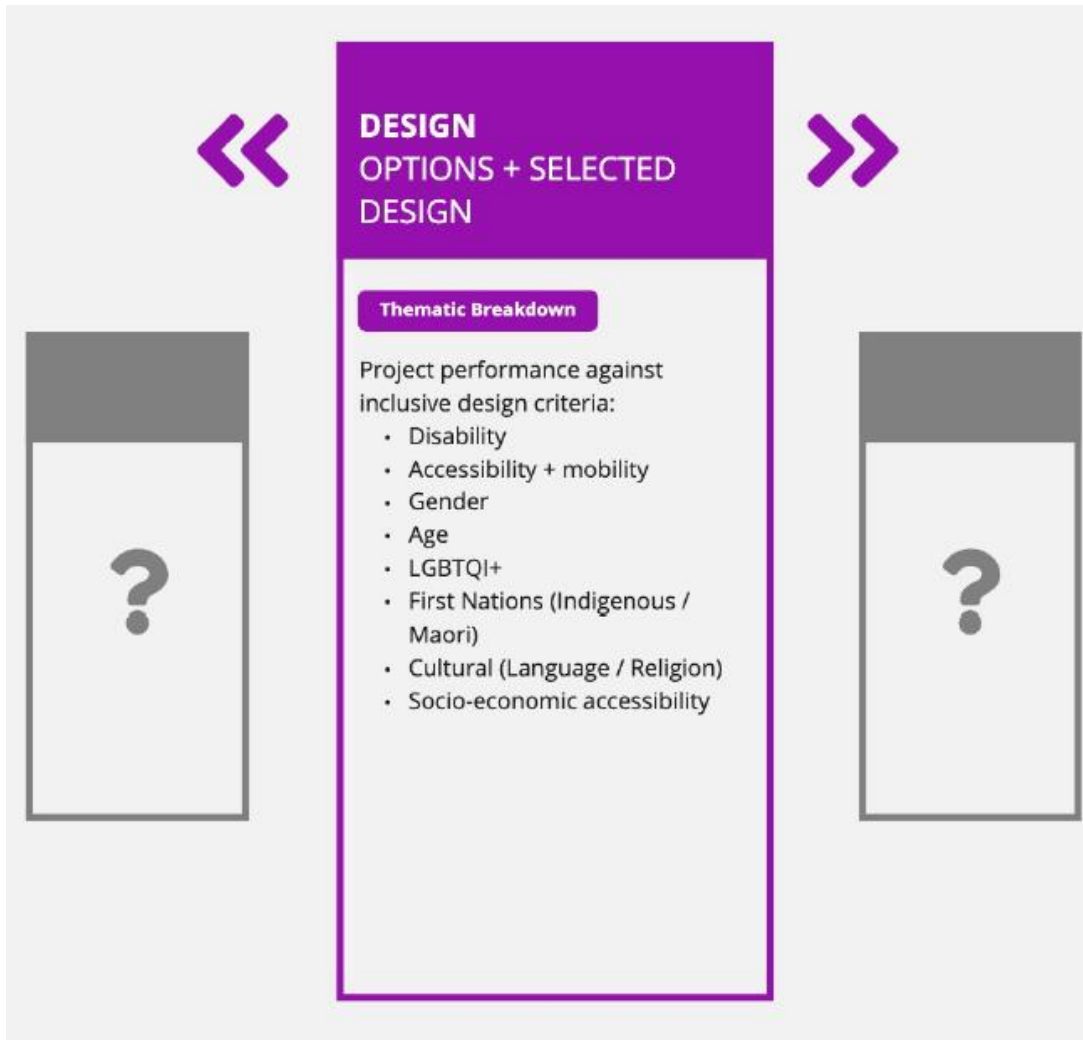 DESIGN
OPTIONS + SELECTED
DESIGN
Thematic Breakdown
Project performance against
inclusive design criteria:
• Disability
• Accessibility + mobility
• Gender
• Age
• LGBTQI+
• First Nations (Indigenous /
Maori)
• Cultural (Language / Religion)
• Socio-economic accessibility
?
?